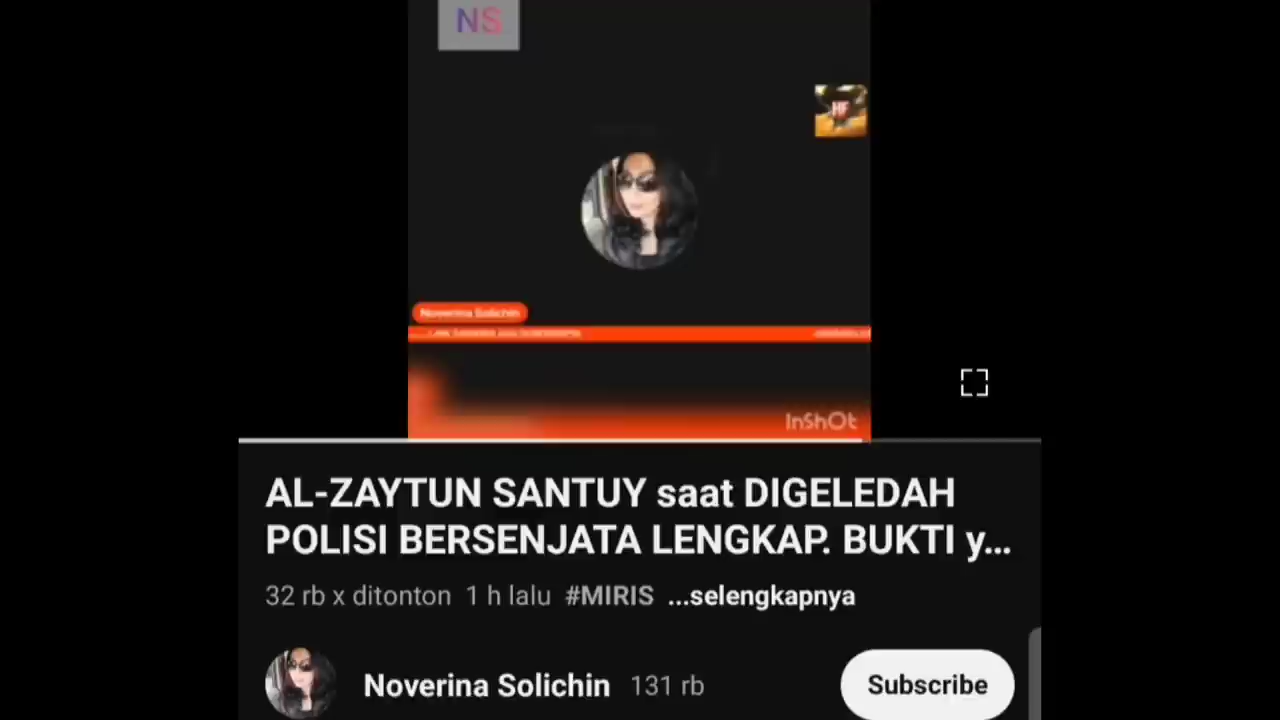 NS
HF
Noverina Solichin
InShOt
AL-ZAYTUN SANTUY saat DIGELEDAH
POLISI BERSENJATA LENGKAP. BUKTI y...
32 rb x ditonton 1 h lalu #MIRIS ...selengkapnya
Noverina Solichin 131 rb
Subscribe